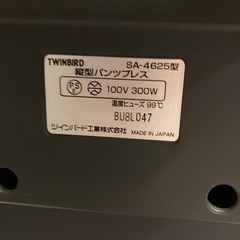 TWINBIRD SA-4625型
縦型パンツプレス
PSE 100V 300W
温度ヒューズ 99℃
BU8L047
ツインバード工業株式会社 MADE IN JAPAN